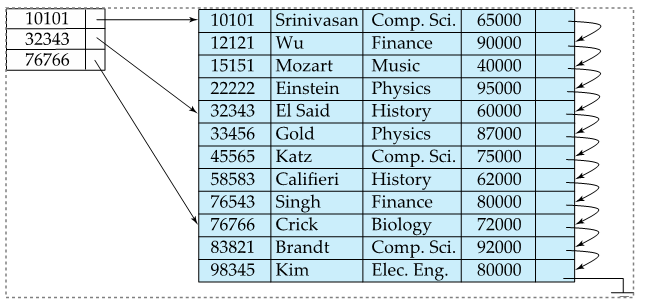 10101
32343
76766
10101 Srinivasan Comp. Sci. 65000
12121 Wu Finance 90000
15151 Mozart Music 40000
22222 Einstein Physics 95000
32343 El Said History 60000
33456 Gold Physics 87000
45565 Katz Comp. Sci. 75000
58583 Califieri History 62000
76543 Singh Finance 80000
76766 Crick Biology 72000
83821 Brandt Comp. Sci. 92000
98345 Kim Elec. Eng. 80000